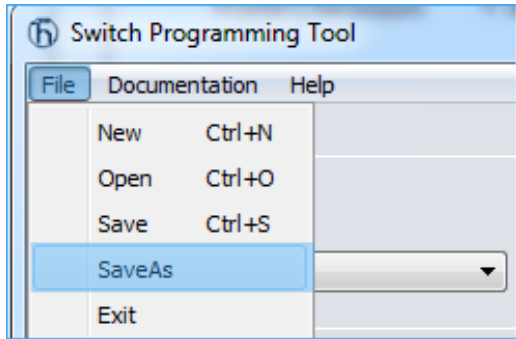 Switch Programming Tool
File Documentation Help
New Ctrl+N
Open Ctrl+O
Save Ctrl+S
SaveAs
Exit